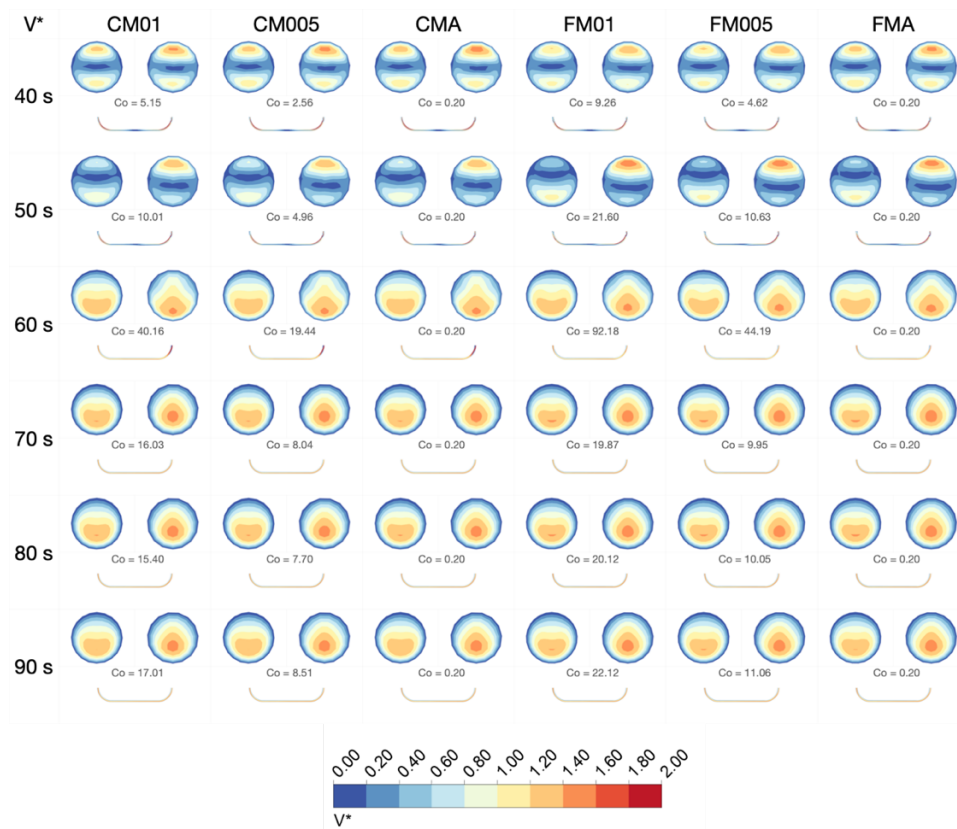 V* CM01 CM005 CMA FM01 FM005 FMA
40 s
Co = 5.15 Co = 2.56 Co = 0.20 Co = 9.26 Co = 4.62 Co = 0.20
50 s
Co = 10.01 Co = 4.96 Co = 0.20 Co = 21.60 Co = 10.63 Co = 0.20
60 s
Co = 40.16 Co = 19.44 Co = 0.20 Co = 92.18 Co = 44.19 Co = 0.20
70 s
Co = 16.03 Co = 8.04 Co = 0.20 Co = 19.87 Co = 9.95 Co = 0.20
80 s
Co = 15.40 Co = 7.70 Co = 0.20 Co = 20.12 Co = 10.05 Co = 0.20
90 s
Co = 17.01 Co = 8.51 Co = 0.20 Co = 22.12 Co = 11.06 Co = 0.20
0.00 0.20 0.40 0.60 0.80 1.00 1.20 1.40 1.60 1.80 2.00
V*